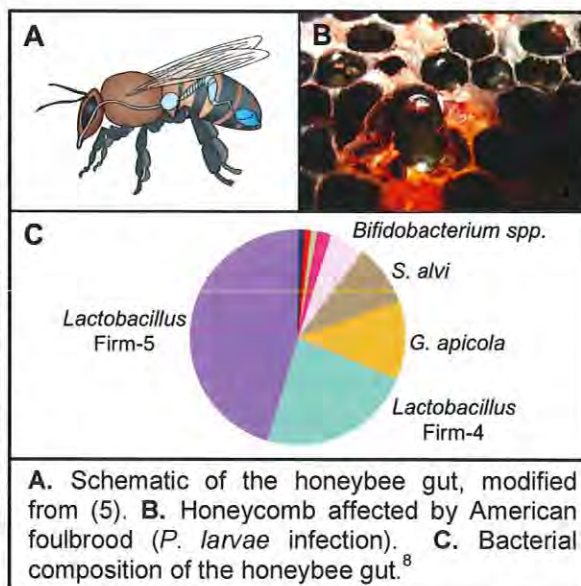 A
B
C
Bifidobacterium spp.
S. alvi
G. apicola
Lactobacillus
Firm-5
Lactobacillus
Firm-4
A. Schematic of the honeybee gut, modified
from (5). B. Honeycomb affected by American
foulbrood (P. larvae infection). C. Bacterial
composition of the honeybee gut.⁸